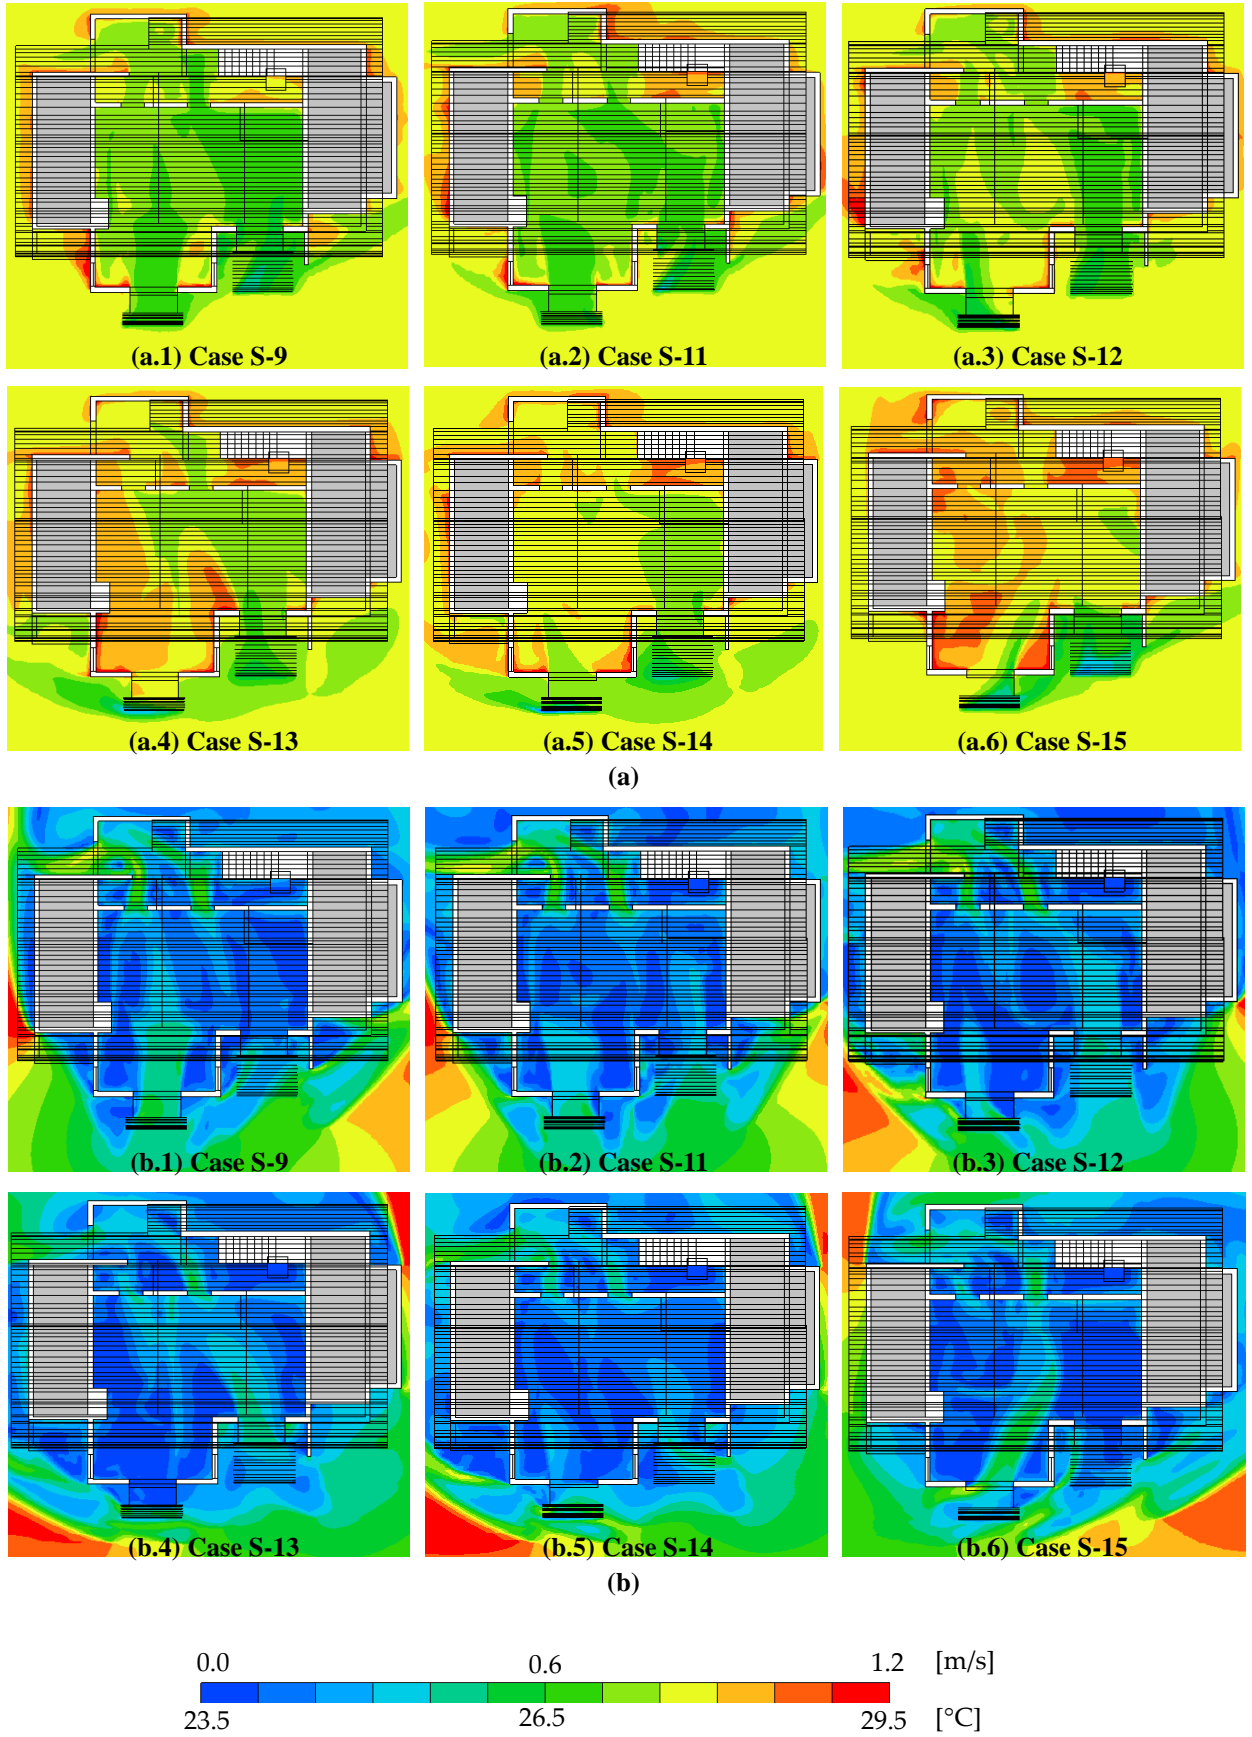 (a.1) Case S-9 (a.2) Case S-11 (a.3) Case S-12
(a.4) Case S-13 (a.5) Case S-14 (a.6) Case S-15
(a)
(b.1) Case S-9 (b.2) Case S-11 (b.3) Case S-12
(b.4) Case S-13 (b.5) Case S-14 (b.6) Case S-15
(b)
0.0 0.6 1.2 [m/s]
23.5 26.5 29.5 [°C]